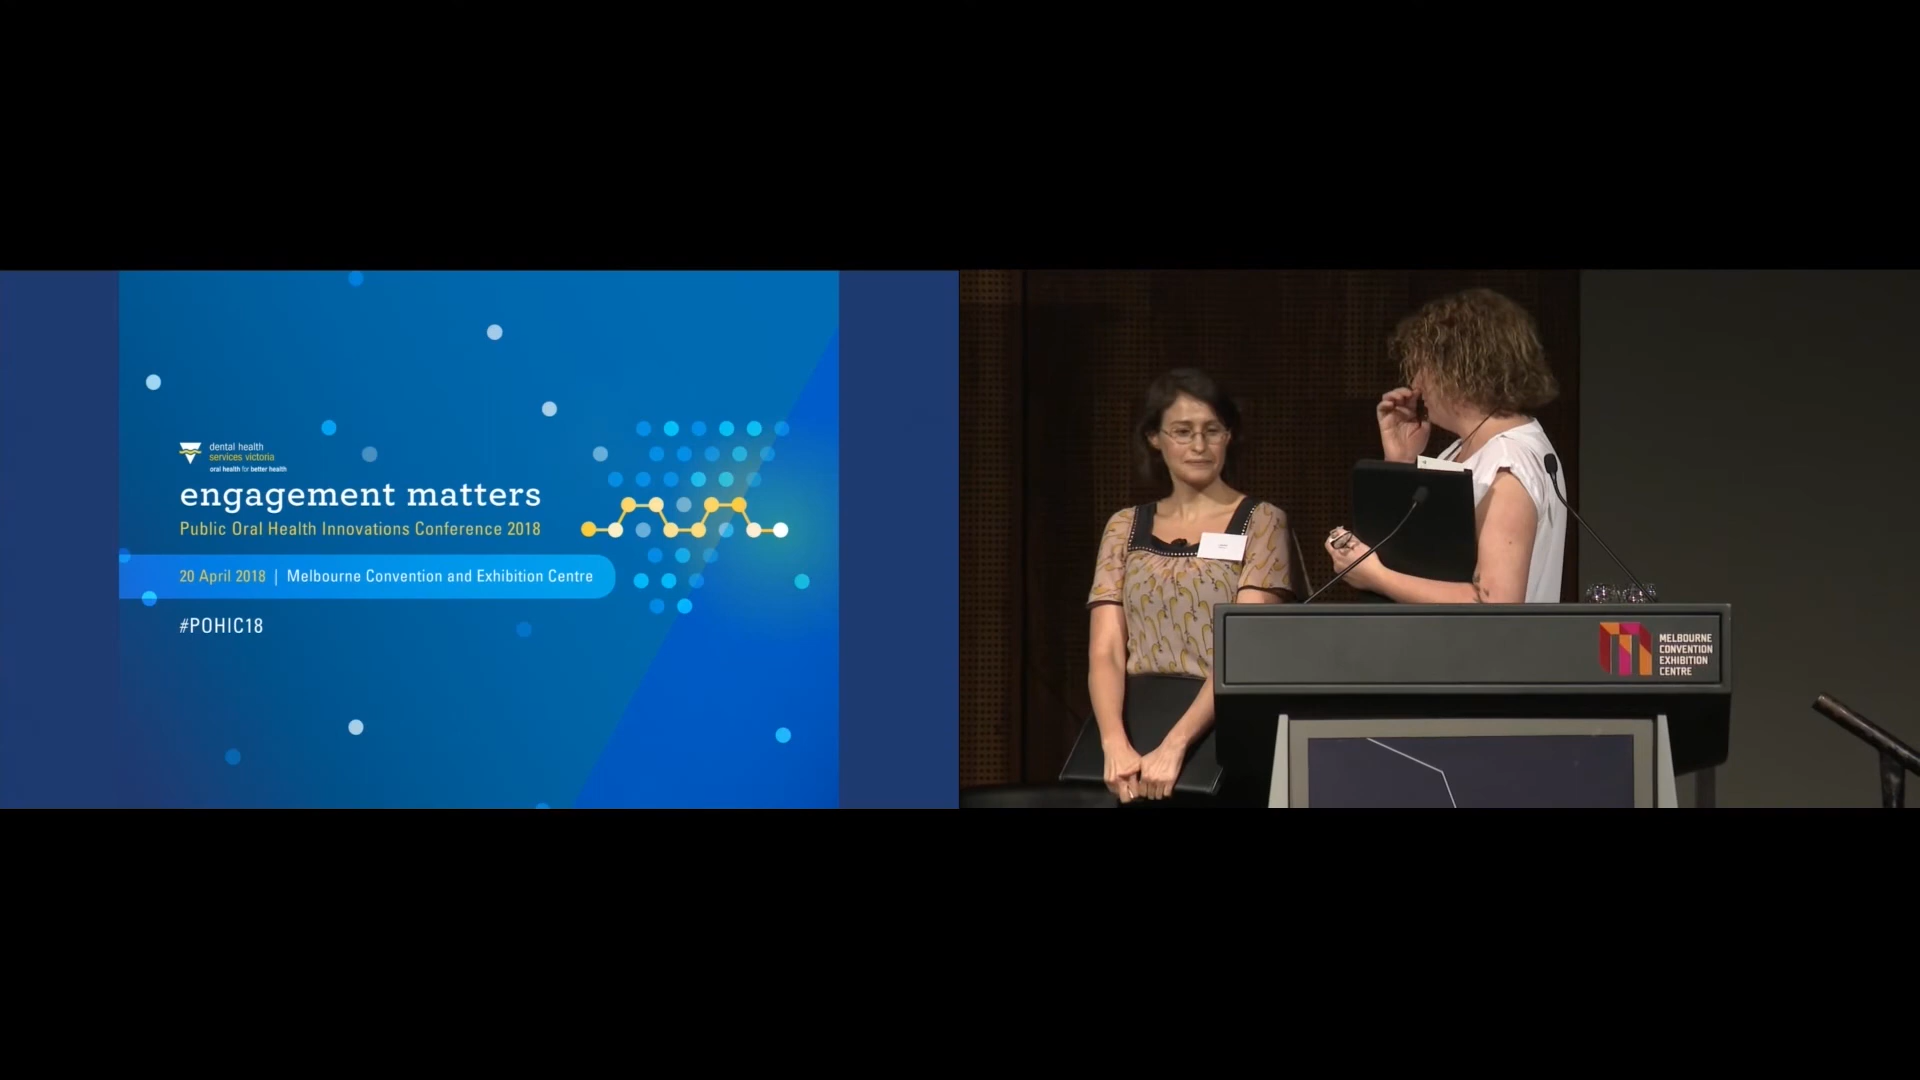 dental health
services victoria
oral health for better health
engagement matters
Public Oral Health Innovations Conference 2018
20 April 2018 | Melbourne Convention and Exhibition Centre
#POHIC18
MELBOURNE
CONVENTION
EXHIBITION
CENTRE